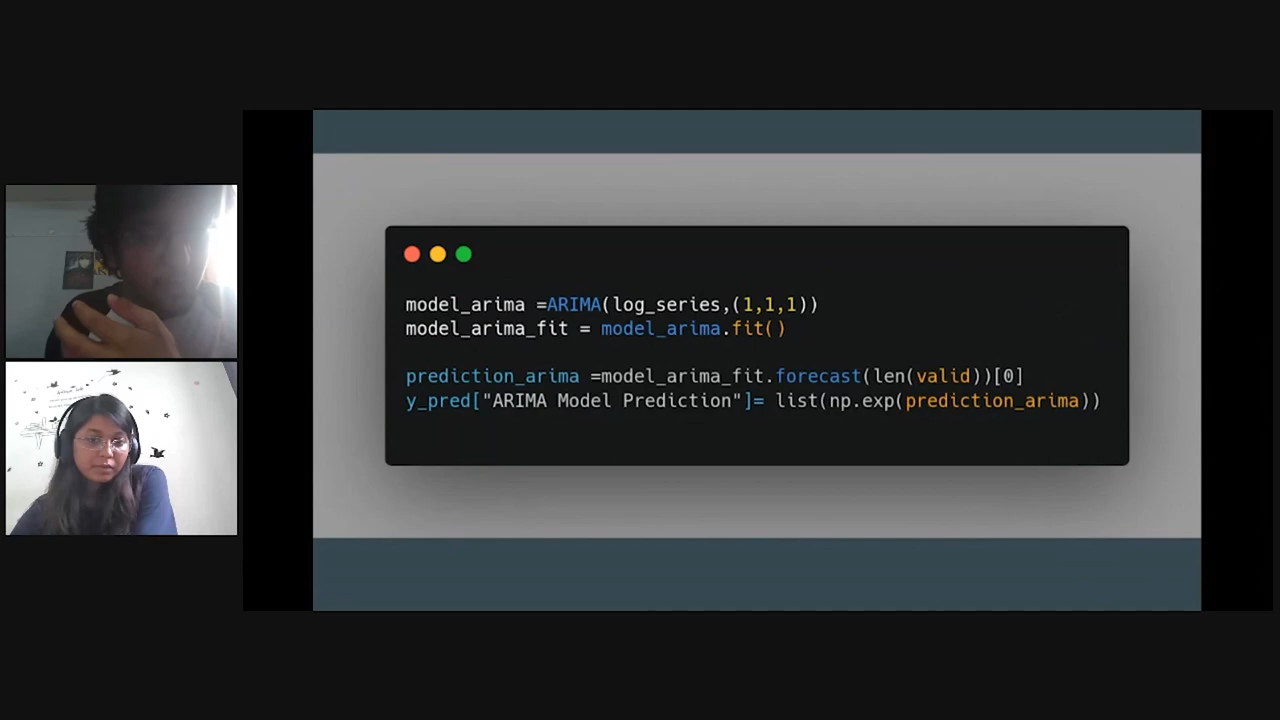 model_arima =ARIMA(log_series,(1,1,1))
model_arima_fit = model_arima.fit()
prediction_arima =model_arima_fit.forecast(len(valid))[0]
y_pred["ARIMA Model Prediction"]= list(np.exp(prediction_arima))